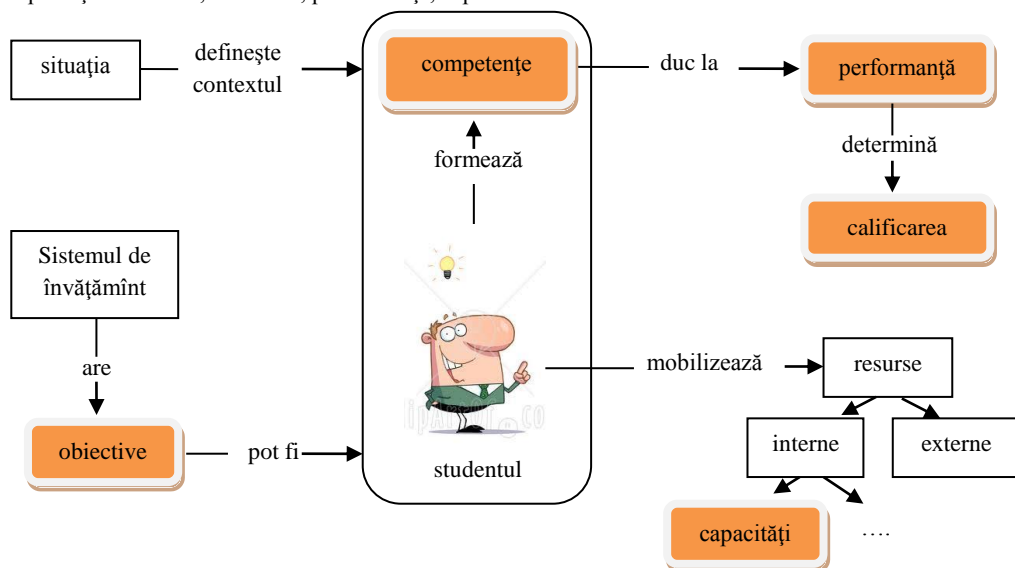 situaţia
defineşte
contextul
competenţe
duc la
performanţă
formează
determină
calificarea
Sistemul de
învăţămînt
are
obiective
pot fi
studentul
mobilizează
resurse
interne
externe
capacităţi
….